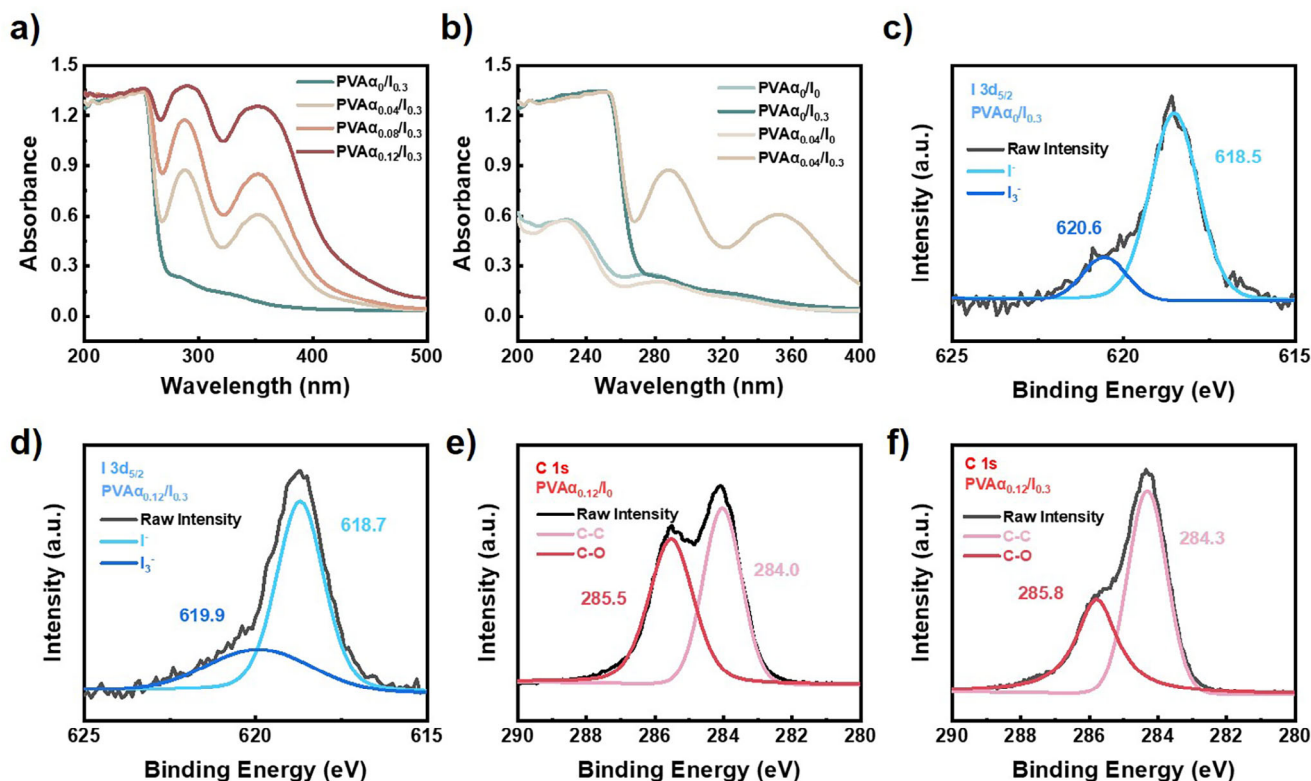 a)
1.5
1.2
0.9
0.6
0.3
0.0
Absorbance
PVAα₀/I₀.₃
PVAα₀.₀₄/I₀.₃
PVAα₀.₀₈/I₀.₃
PVAα₀.₁₂/I₀.₃
200 300 400 500
Wavelength (nm)
b)
1.5
1.2
0.9
0.6
0.3
0.0
Absorbance
PVAα₀/I₀
PVAα₀/I₀.₃
PVAα₀.₀₄/I₀
PVAα₀.₀₄/I₀.₃
200 240 280 320 360 400
Wavelength (nm)
c)
Intensity (a.u.)
I 3d₅/₂
PVAα₀/I₀.₃
Raw Intensity
I⁻
I₃⁻
618.5
620.6
625 620 615
Binding Energy (eV)
d)
Intensity (a.u.)
I 3d₅/₂
PVAα₀.₁₂/I₀.₃
Raw Intensity
I⁻
I₃⁻
618.7
619.9
625 620 615
Binding Energy (eV)
e)
Intensity (a.u.)
C 1s
PVAα₀.₁₂/I₀
Raw Intensity
C-C
C-O
284.0
285.5
290 288 286 284 282 280
Binding Energy (eV)
f)
Intensity (a.u.)
C 1s
PVAα₀.₁₂/I₀.₃
Raw Intensity
C-C
C-O
284.3
285.8
290 288 286 284 282 280
Binding Energy (eV)